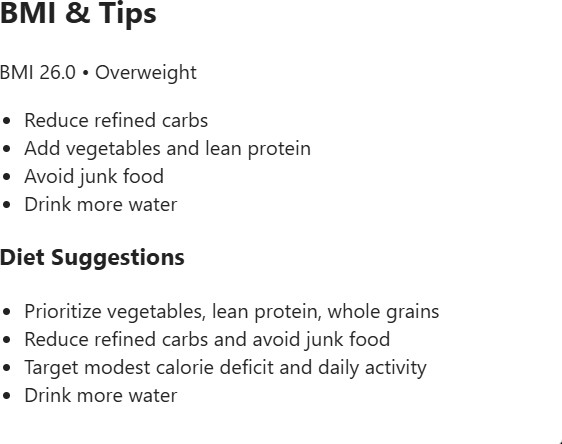 BMI & Tips
BMI 26.0 • Overweight
• Reduce refined carbs
• Add vegetables and lean protein
• Avoid junk food
• Drink more water
Diet Suggestions
• Prioritize vegetables, lean protein, whole grains
• Reduce refined carbs and avoid junk food
• Target modest calorie deficit and daily activity
• Drink more water